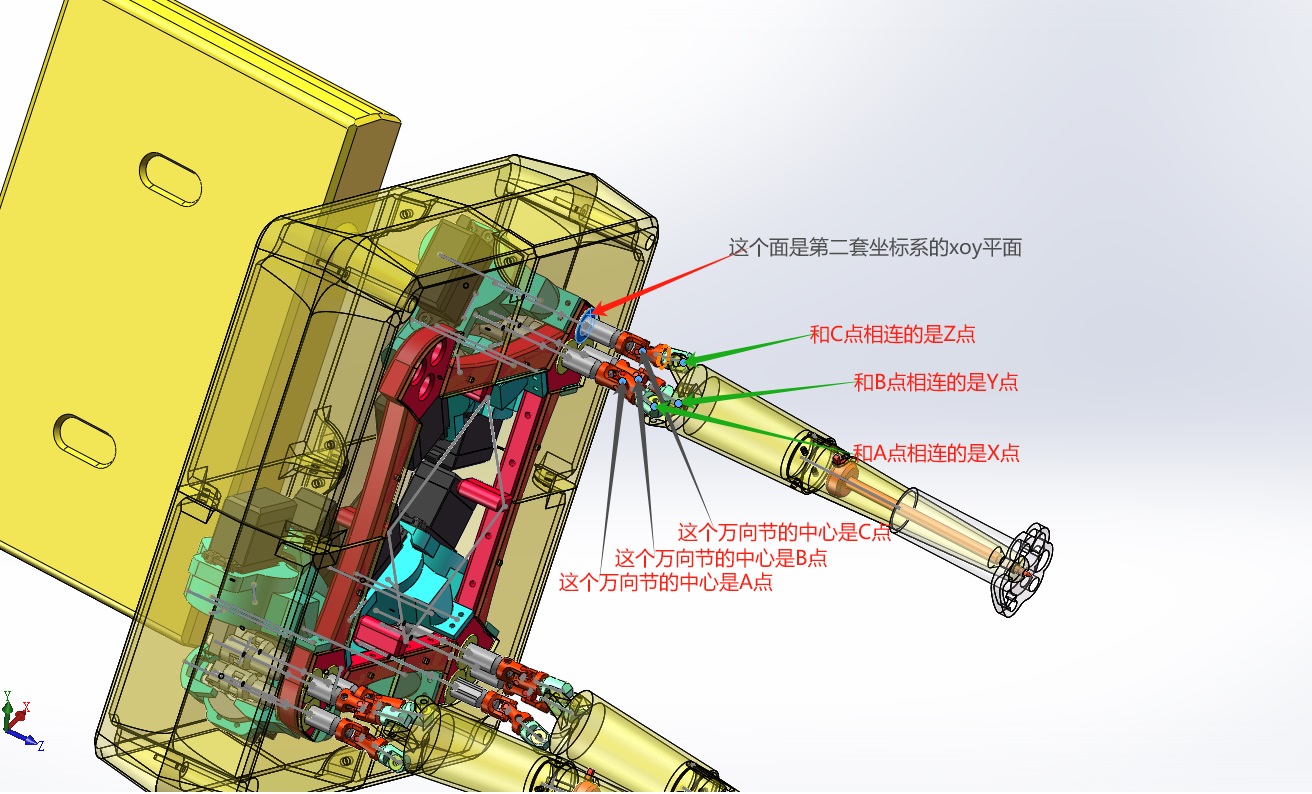 这个面是第二套坐标系的xoy平面
和C点相连的是Z点
和B点相连的是Y点
和A点相连的是X点
这个万向节的中心是C点
这个万向节的中心是B点
这个万向节的中心是A点
Y
X
Z